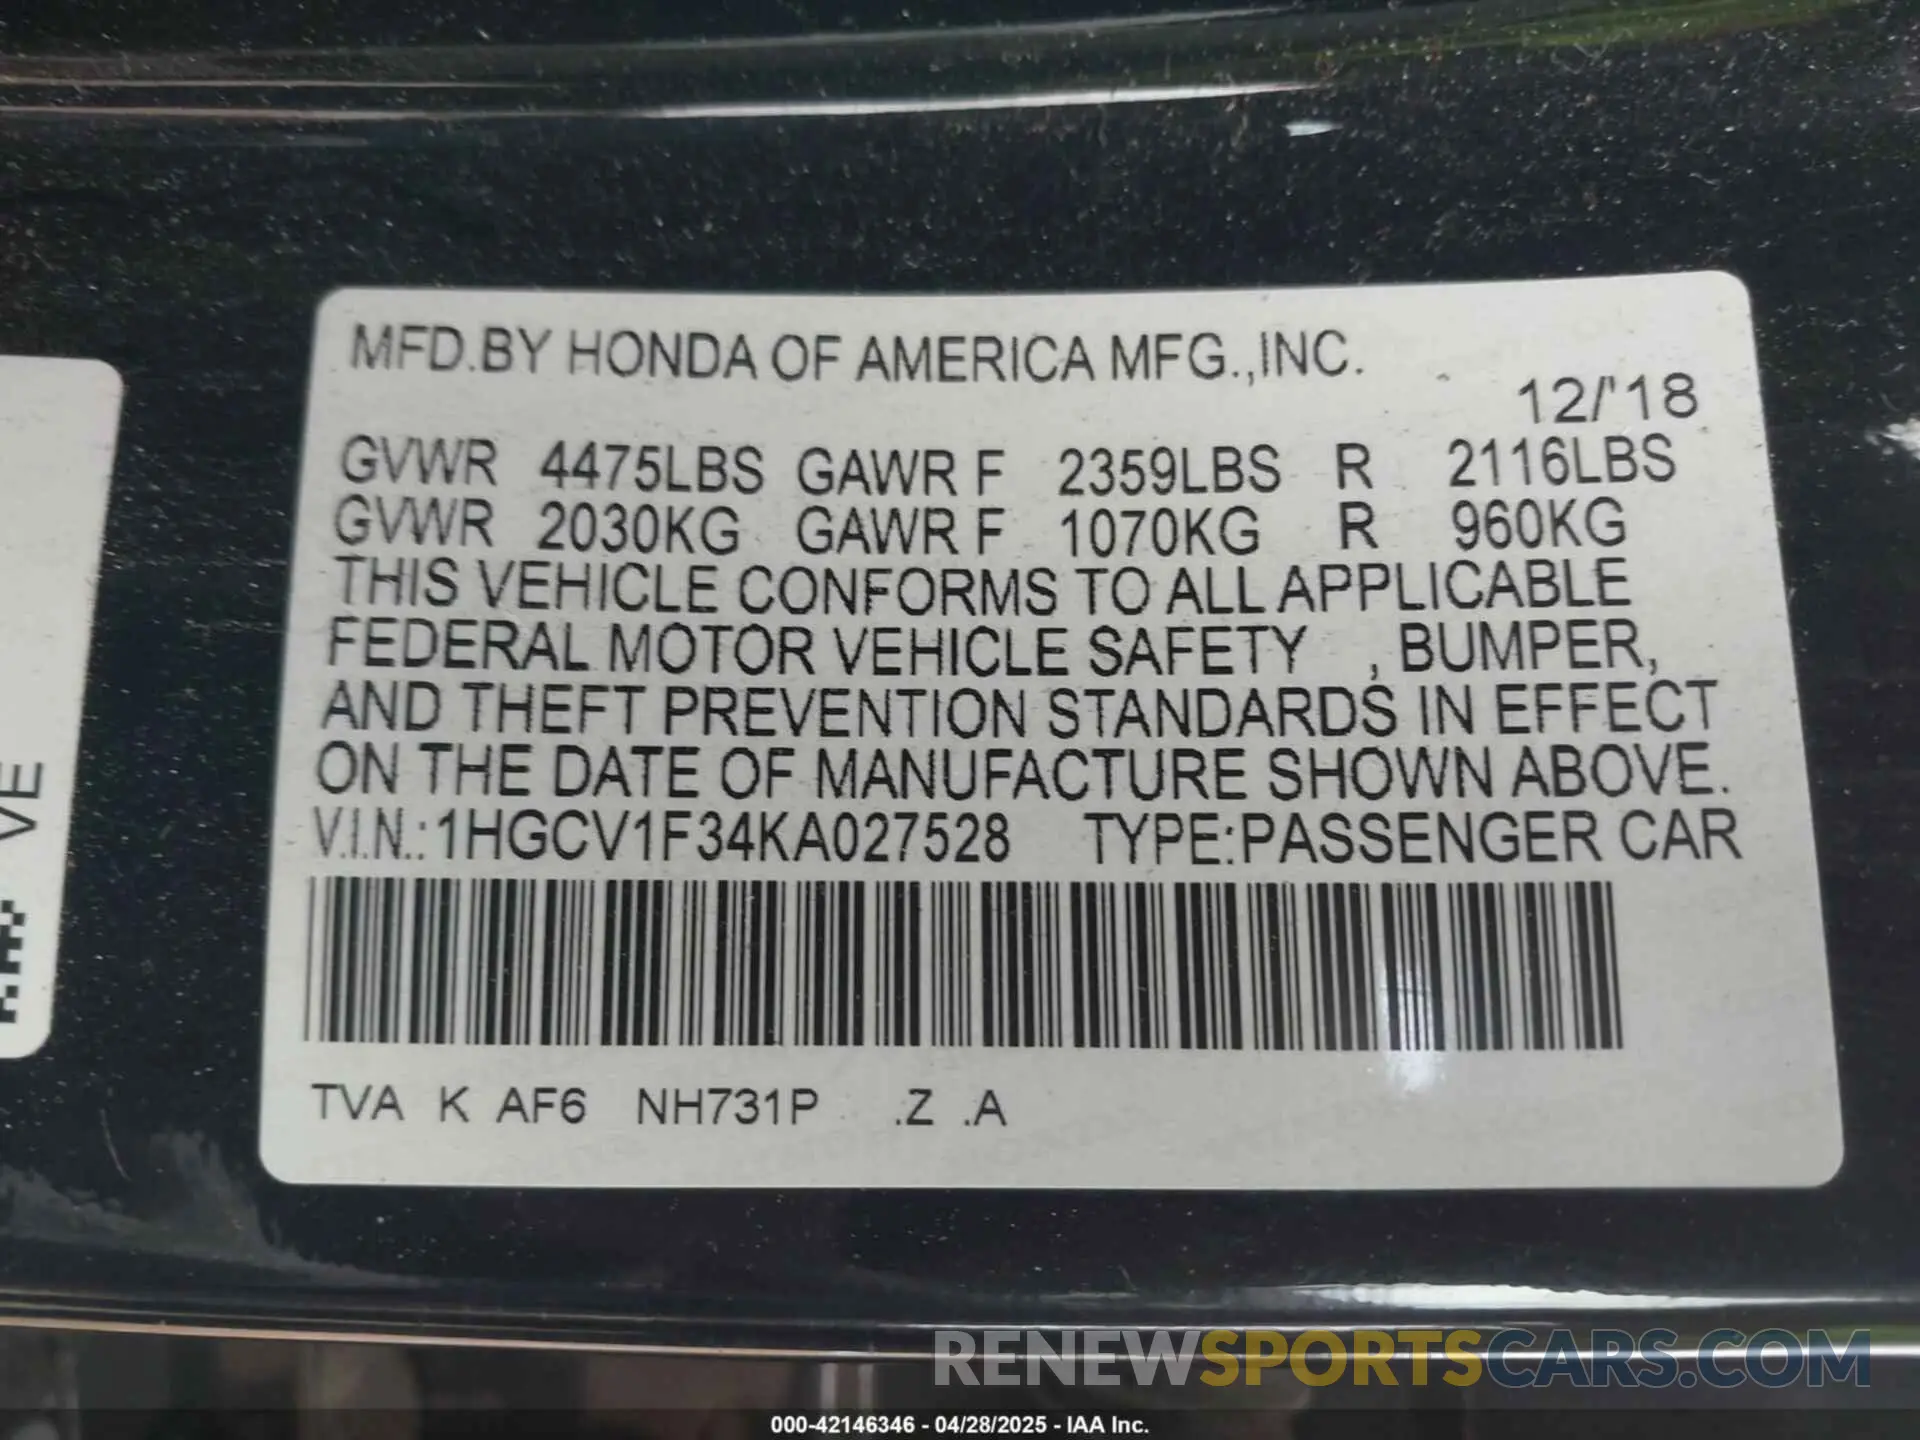 MFD.BY HONDA OF AMERICA MFG.,INC.
12/'18
GVWR 4475LBS GAWR F 2359LBS R 2116LBS
GVWR 2030KG GAWR F 1070KG R 960KG
THIS VEHICLE CONFORMS TO ALL APPLICABLE
FEDERAL MOTOR VEHICLE SAFETY , BUMPER,
AND THEFT PREVENTION STANDARDS IN EFFECT
ON THE DATE OF MANUFACTURE SHOWN ABOVE.
V.I.N.:1HGCV1F34KA027528 TYPE:PASSENGER CAR
TVA K AF6 NH731P .Z .A
VE
RENEWSPORTSCARS.COM
000-42146346 - 04/28/2025 - IAA Inc.